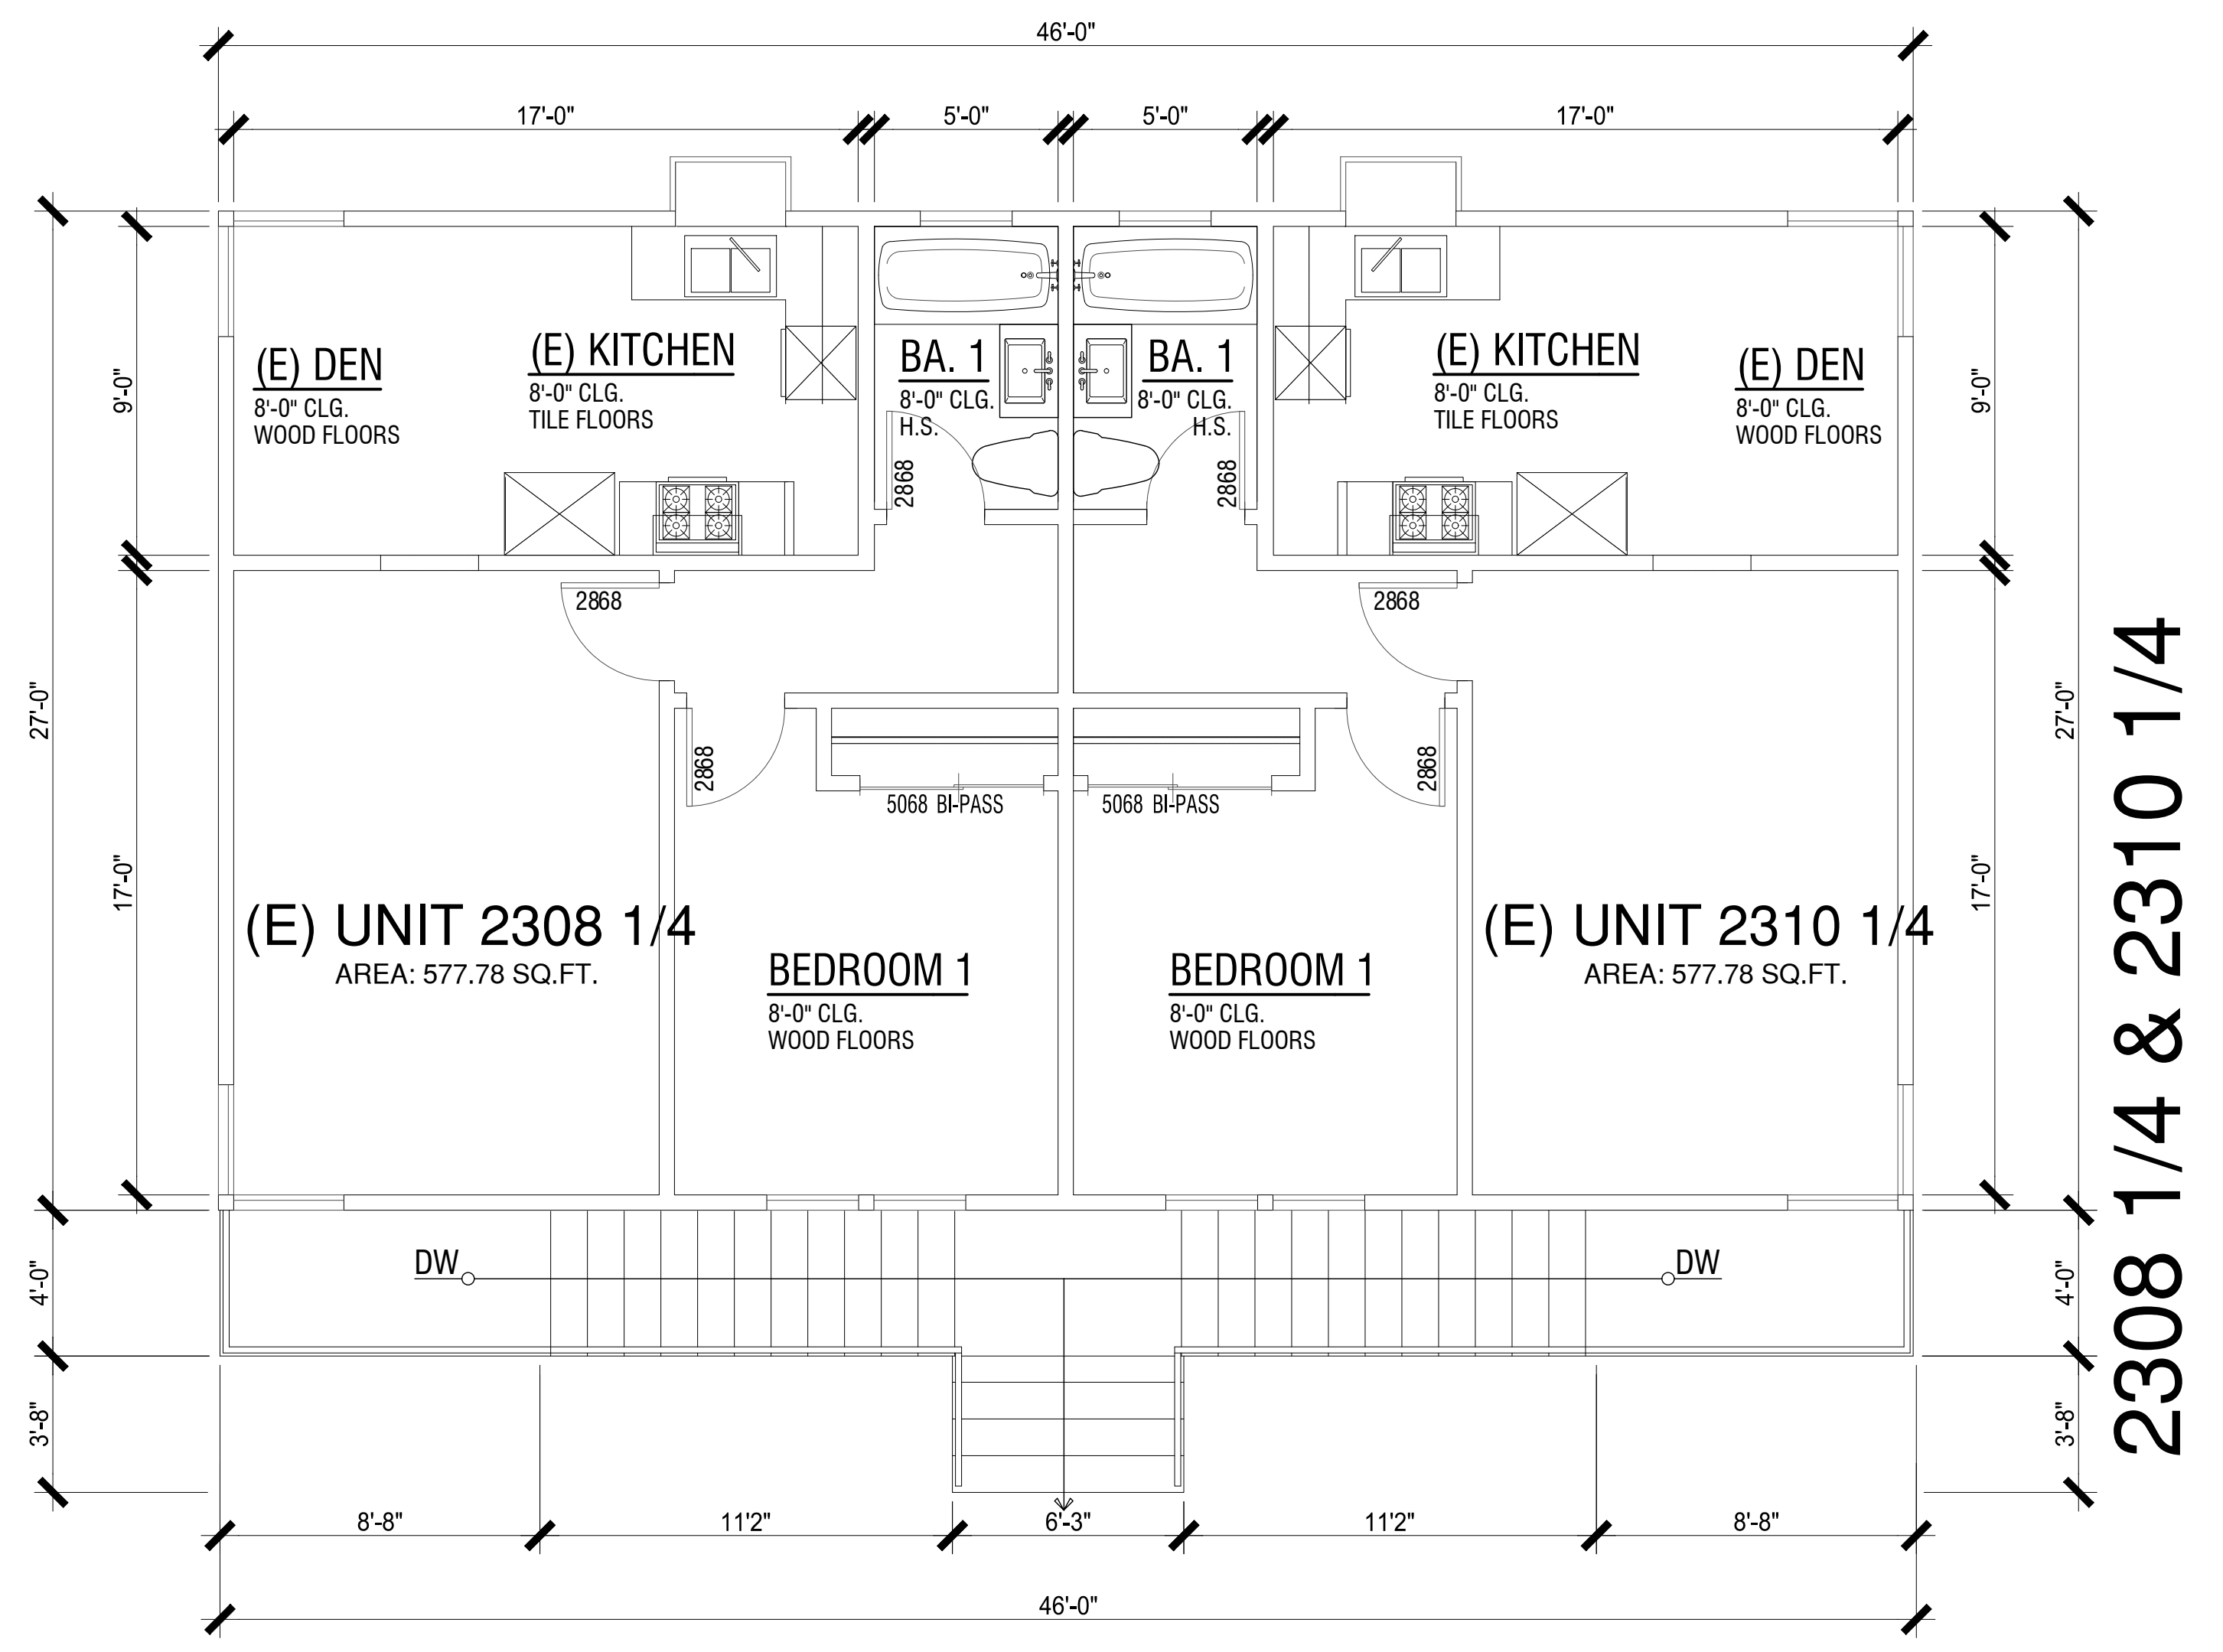 46'-0"
17'-0" 5'-0" 5'-0" 17'-0"
(E) DEN
8'-0" CLG.
WOOD FLOORS
(E) KITCHEN
8'-0" CLG.
TILE FLOORS
BA. 1
8'-0" CLG.
H.S.
2868
BA. 1
8'-0" CLG.
H.S.
2868
(E) KITCHEN
8'-0" CLG.
TILE FLOORS
(E) DEN
8'-0" CLG.
WOOD FLOORS
9'-0"
9'-0"
2868
2868
27'-0"
27'-0"
2868
2868
5068 BI-PASS
5068 BI-PASS
17'-0"
17'-0"
(E) UNIT 2308 1/4
AREA: 577.78 SQ.FT.
BEDROOM 1
8'-0" CLG.
WOOD FLOORS
BEDROOM 1
8'-0" CLG.
WOOD FLOORS
(E) UNIT 2310 1/4
AREA: 577.78 SQ.FT.
2308 1/4 & 2310 1/4
DW
DW
4'-0"
4'-0"
3'-8"
3'-8"
8'-8" 11'2" 6'-3" 11'2" 8'-8"
46'-0"